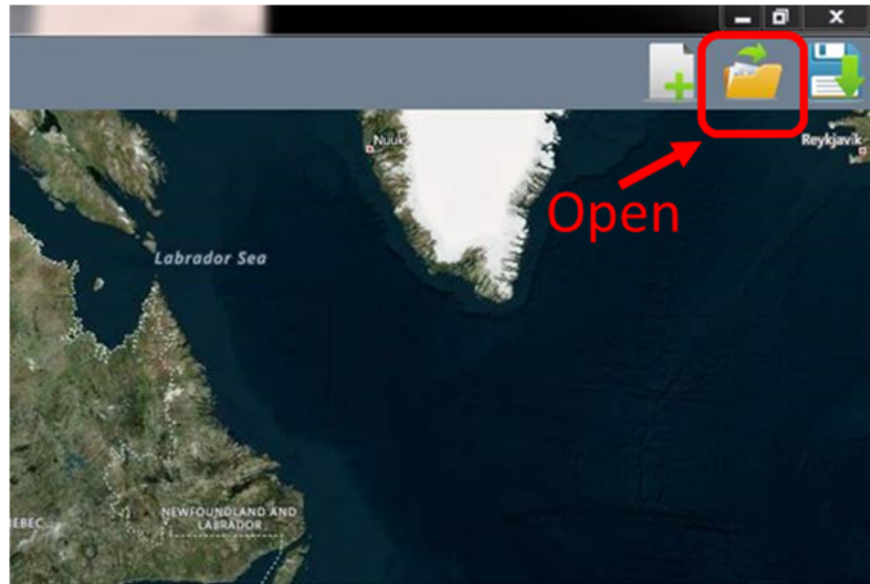 Nuuk
Reykjavik
Open
Labrador Sea
NEWFOUNDLAND AND
LABRADOR
EBEC